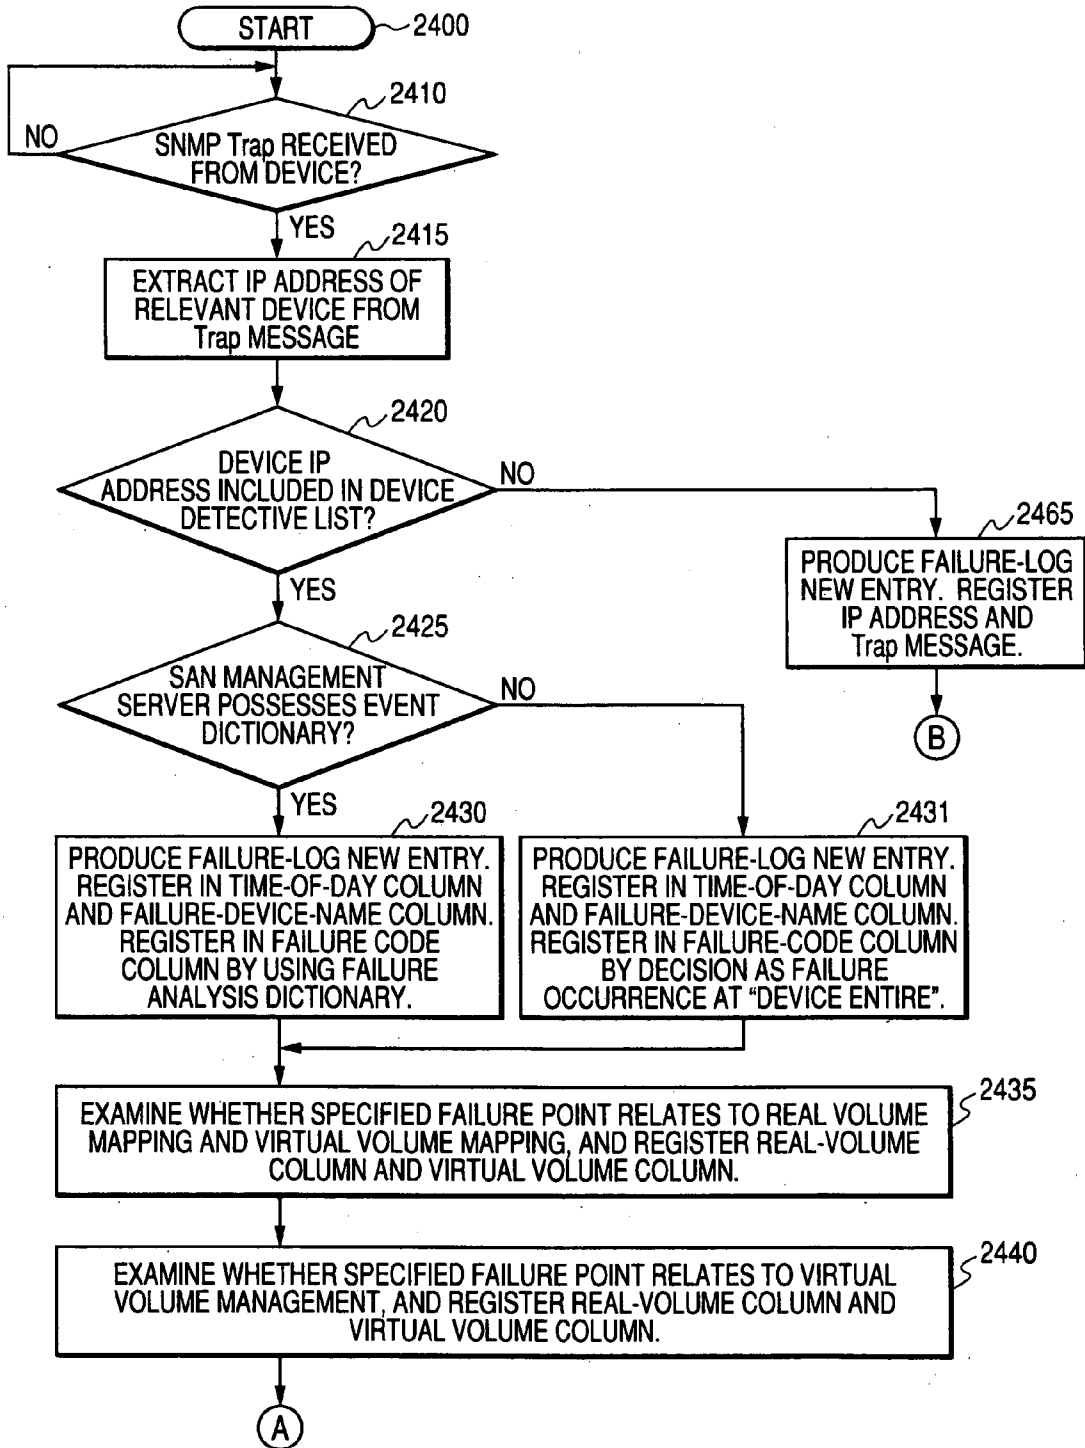 START
2400
2410
NO
SNMP Trap RECEIVED
FROM DEVICE?
YES
2415
EXTRACT IP ADDRESS OF
RELEVANT DEVICE FROM
Trap MESSAGE
2420
DEVICE IP
ADDRESS INCLUDED IN DEVICE
DETECTIVE LIST?
NO
YES
2465
PRODUCE FAILURE-LOG
NEW ENTRY. REGISTER
IP ADDRESS AND
Trap MESSAGE.
B
2425
SAN MANAGEMENT
SERVER POSSESSES EVENT
DICTIONARY?
NO
YES
2430
PRODUCE FAILURE-LOG NEW ENTRY.
REGISTER IN TIME-OF-DAY COLUMN
AND FAILURE-DEVICE-NAME COLUMN.
REGISTER IN FAILURE CODE
COLUMN BY USING FAILURE
ANALYSIS DICTIONARY.
2431
PRODUCE FAILURE-LOG NEW ENTRY.
REGISTER IN TIME-OF-DAY COLUMN
AND FAILURE-DEVICE-NAME COLUMN.
REGISTER IN FAILURE-CODE COLUMN
BY DECISION AS FAILURE
OCCURRENCE AT “DEVICE ENTIRE”.
2435
EXAMINE WHETHER SPECIFIED FAILURE POINT RELATES TO REAL VOLUME
MAPPING AND VIRTUAL VOLUME MAPPING, AND REGISTER REAL-VOLUME
COLUMN AND VIRTUAL VOLUME COLUMN.
2440
EXAMINE WHETHER SPECIFIED FAILURE POINT RELATES TO VIRTUAL
VOLUME MANAGEMENT, AND REGISTER REAL-VOLUME COLUMN AND
VIRTUAL VOLUME COLUMN.
A